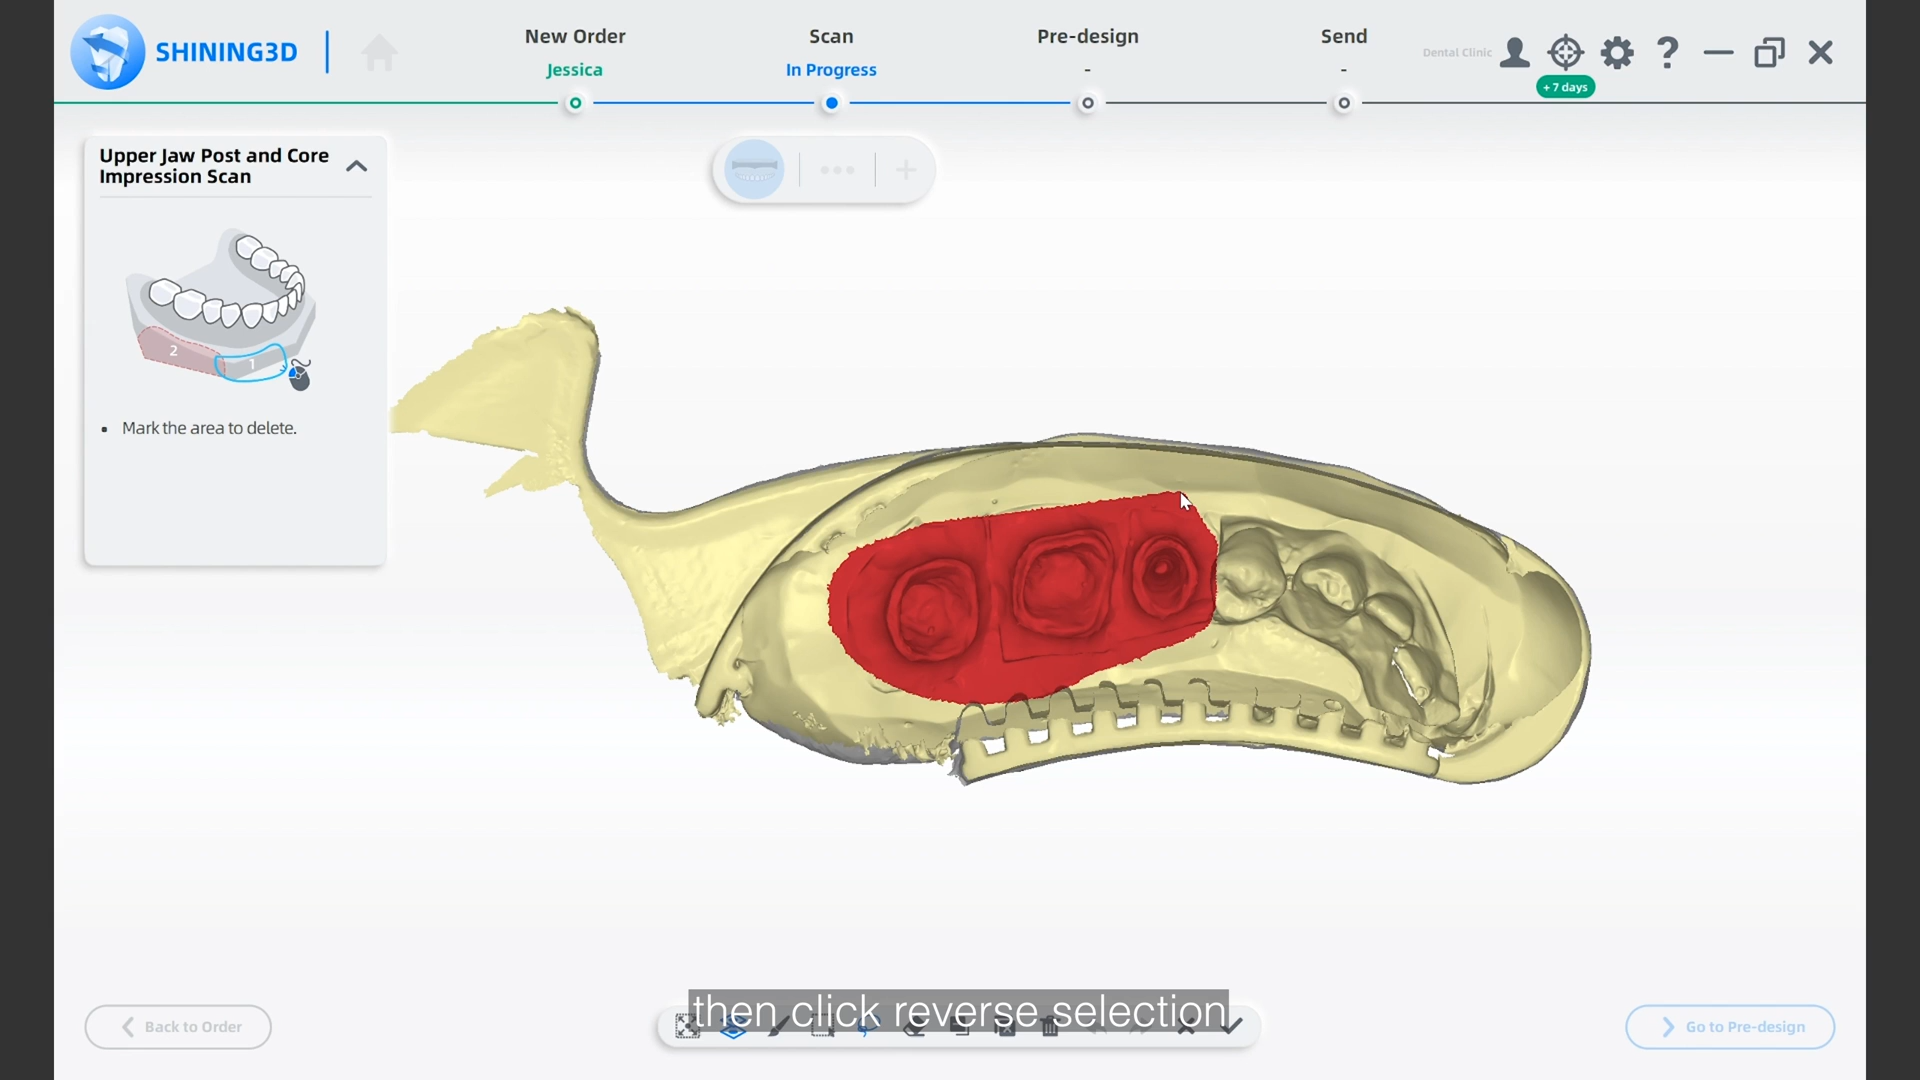 SHINING3D
New Order
Jessica
Scan
In Progress
Pre-design
-
Send
-
Dental Clinic
+ 7 days
Upper Jaw Post and Core
Impression Scan
2
1
• Mark the area to delete.
then click reverse selection
Back to Order
Go to Pre-design